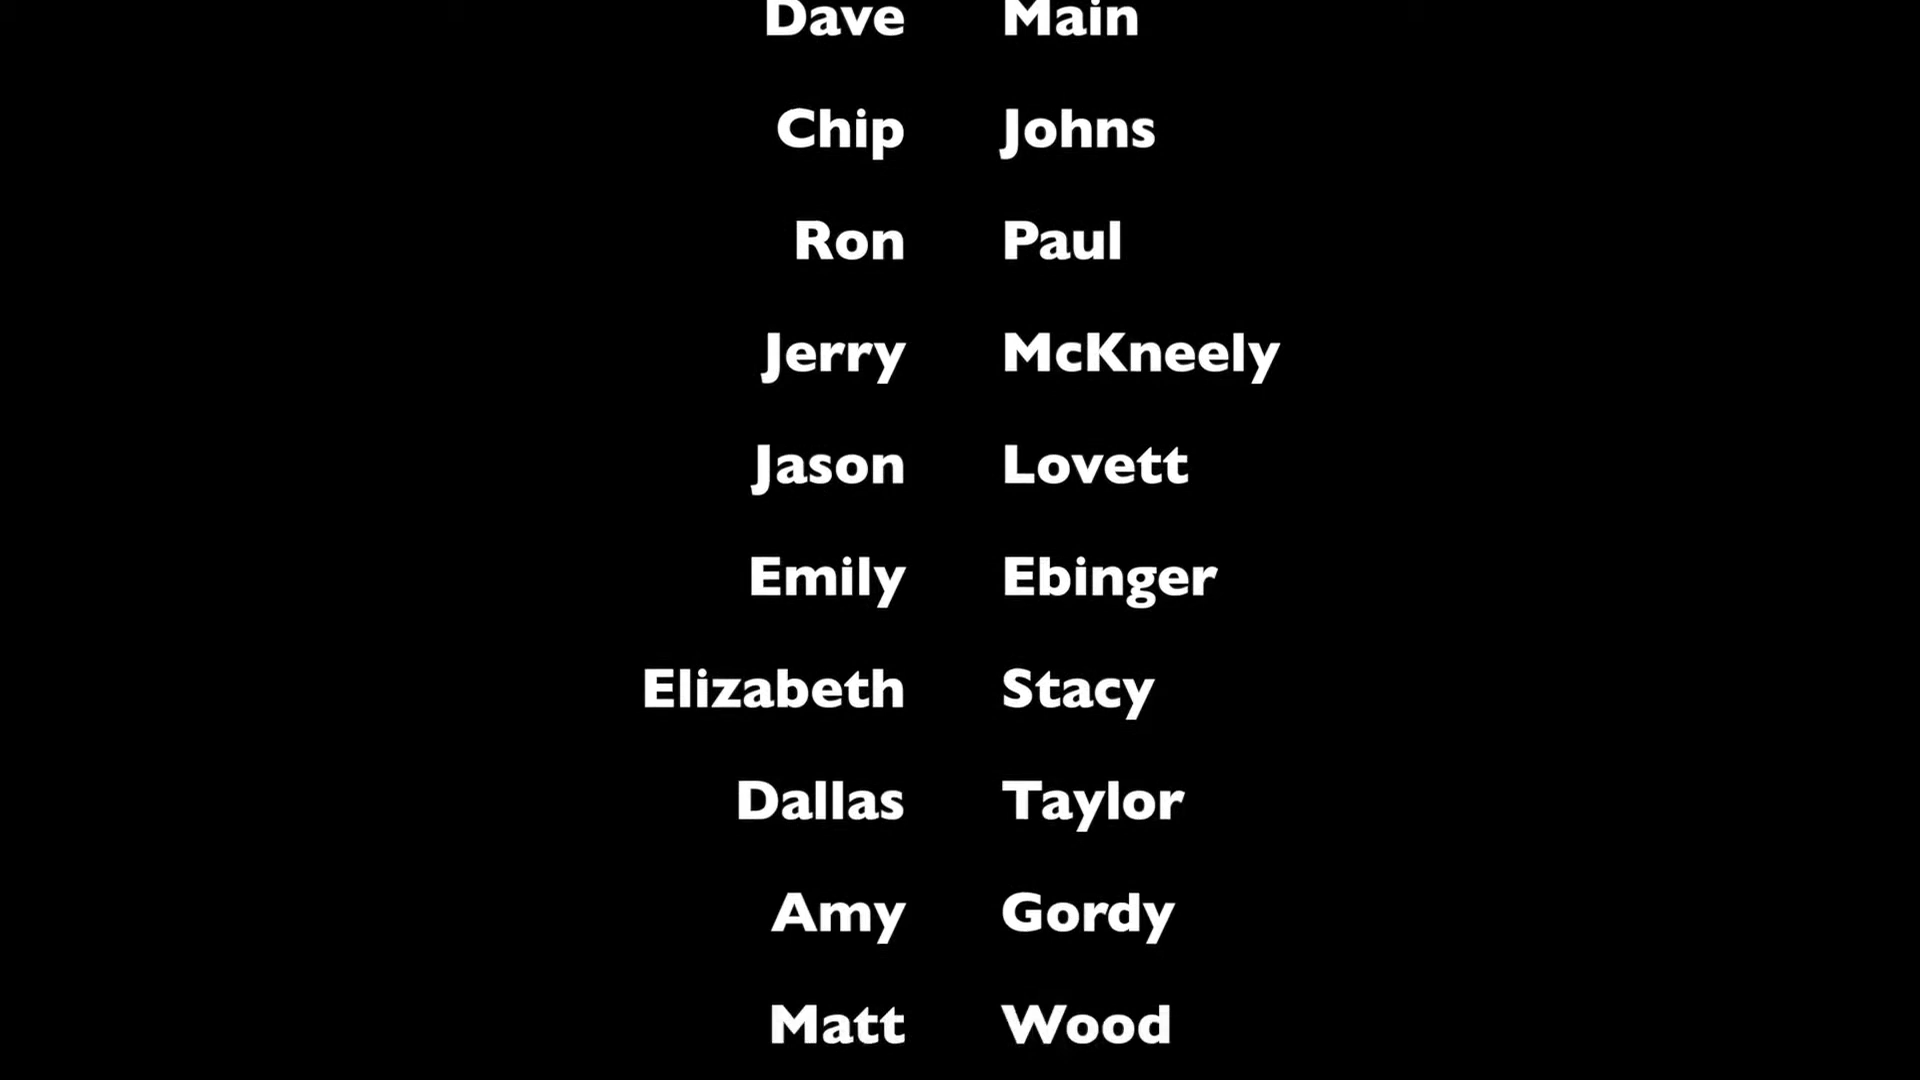 Dave Main
Chip Johns
Ron Paul
Jerry McKneely
Jason Lovett
Emily Ebinger
Elizabeth Stacy
Dallas Taylor
Amy Gordy
Matt Wood